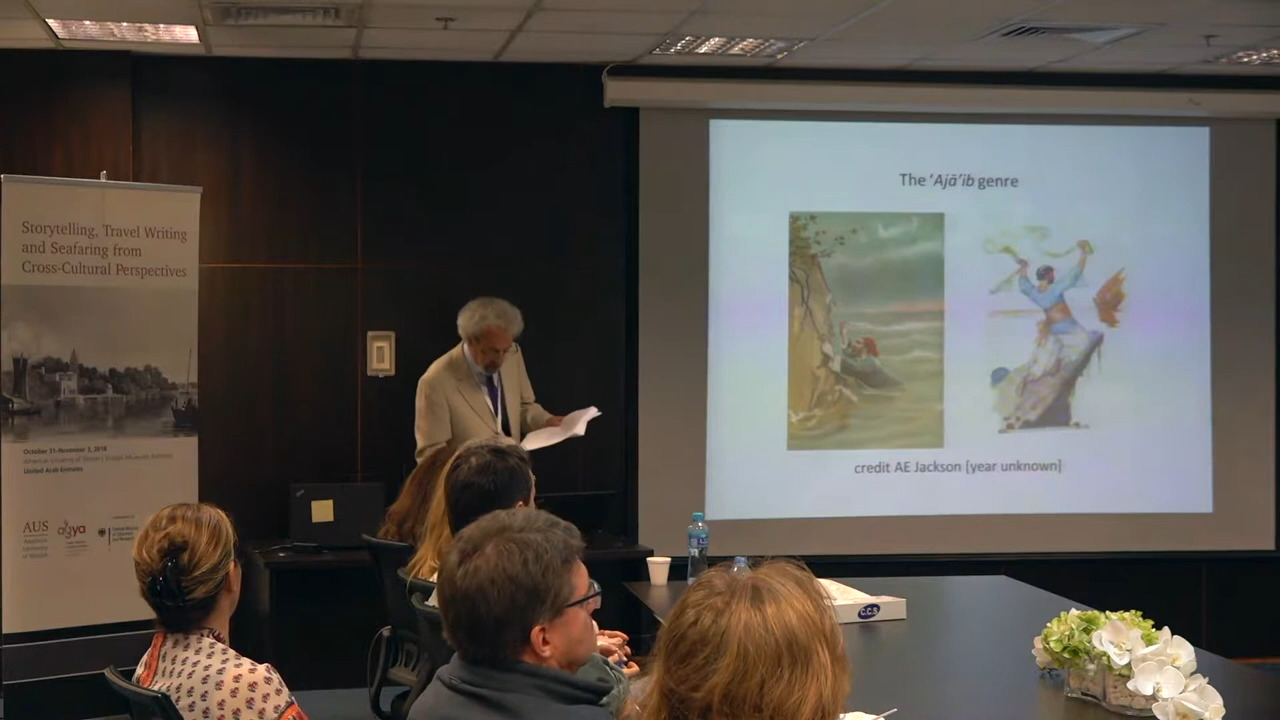 Storytelling, Travel Writing
and Seafaring from
Cross-Cultural Perspectives
October 31-November 3, 2018
United Arab Emirates
AUS
agya
The ‘Ajā’ib genre
credit AE Jackson [year unknown]
C.C.S